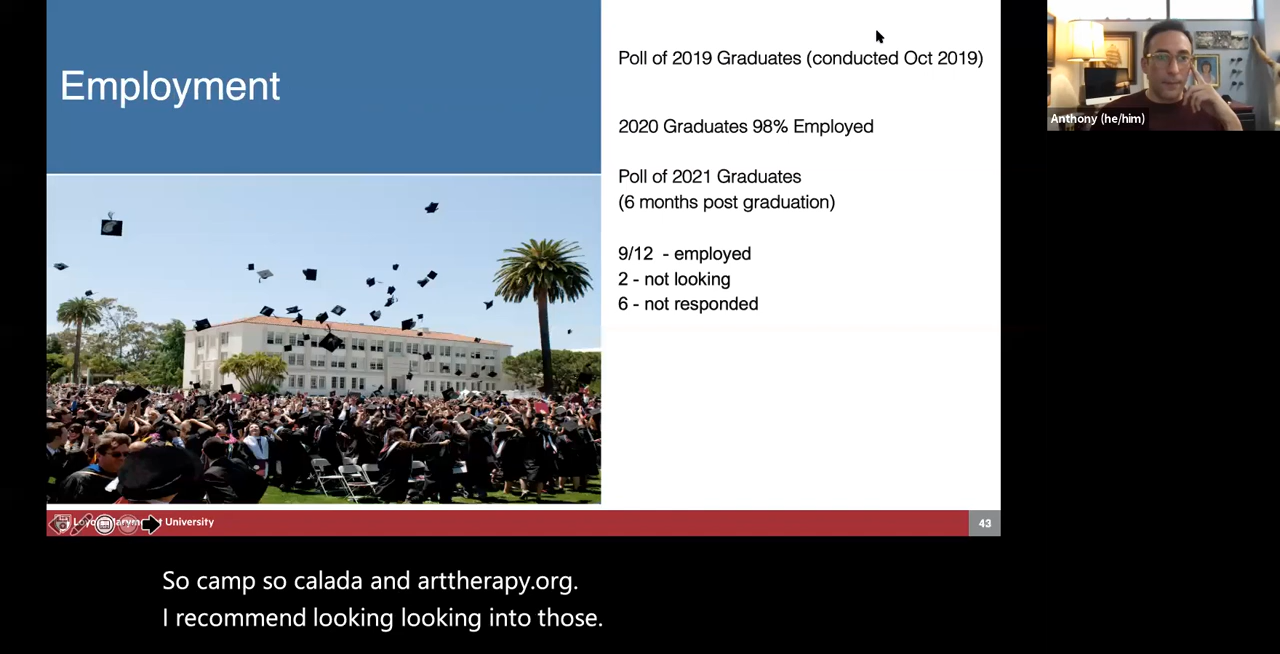 Employment
Poll of 2019 Graduates (conducted Oct 2019)
2020 Graduates 98% Employed
Poll of 2021 Graduates
(6 months post graduation)
9/12 - employed
2 - not looking
6 - not responded
Anthony (he/him)
University
43
So camp so calada and arttherapy.org.
I recommend looking looking into those.